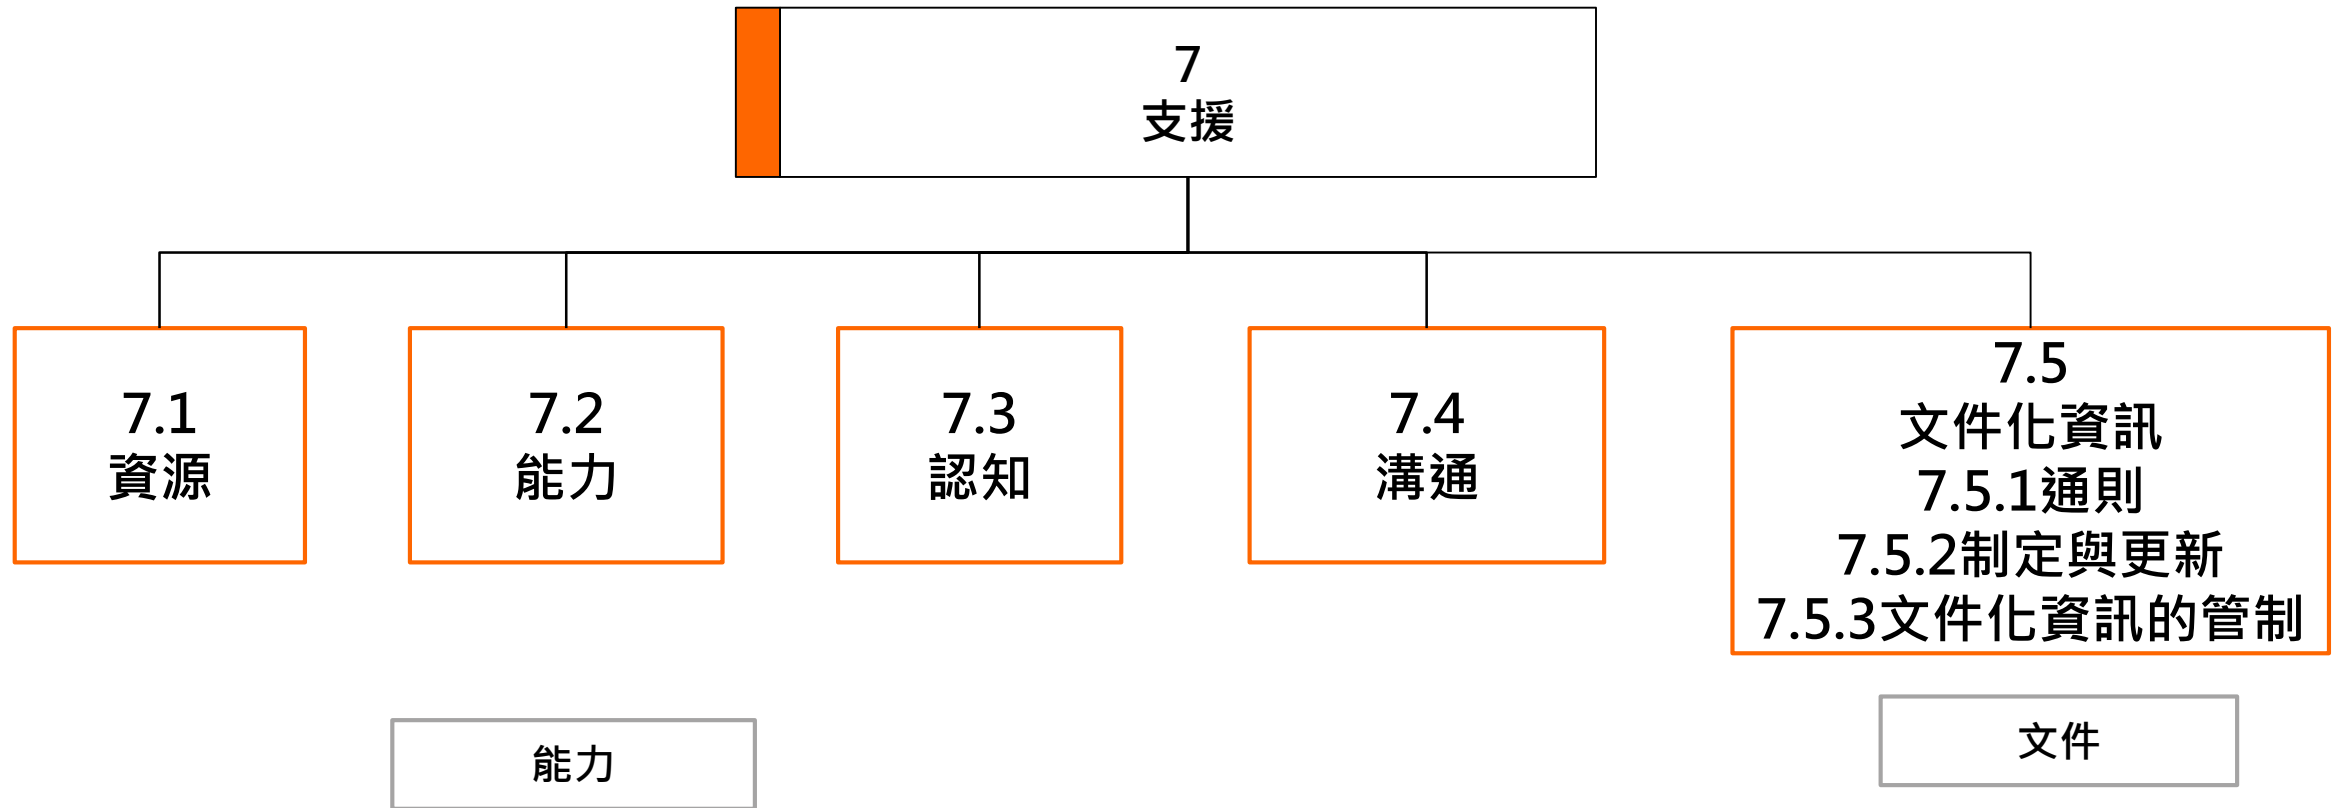 7
支援
7.1
資源
7.2
能力
7.3
認知
7.4
溝通
7.5
文件化資訊
7.5.1通則
7.5.2制定與更新
7.5.3文件化資訊的管制
能力
文件